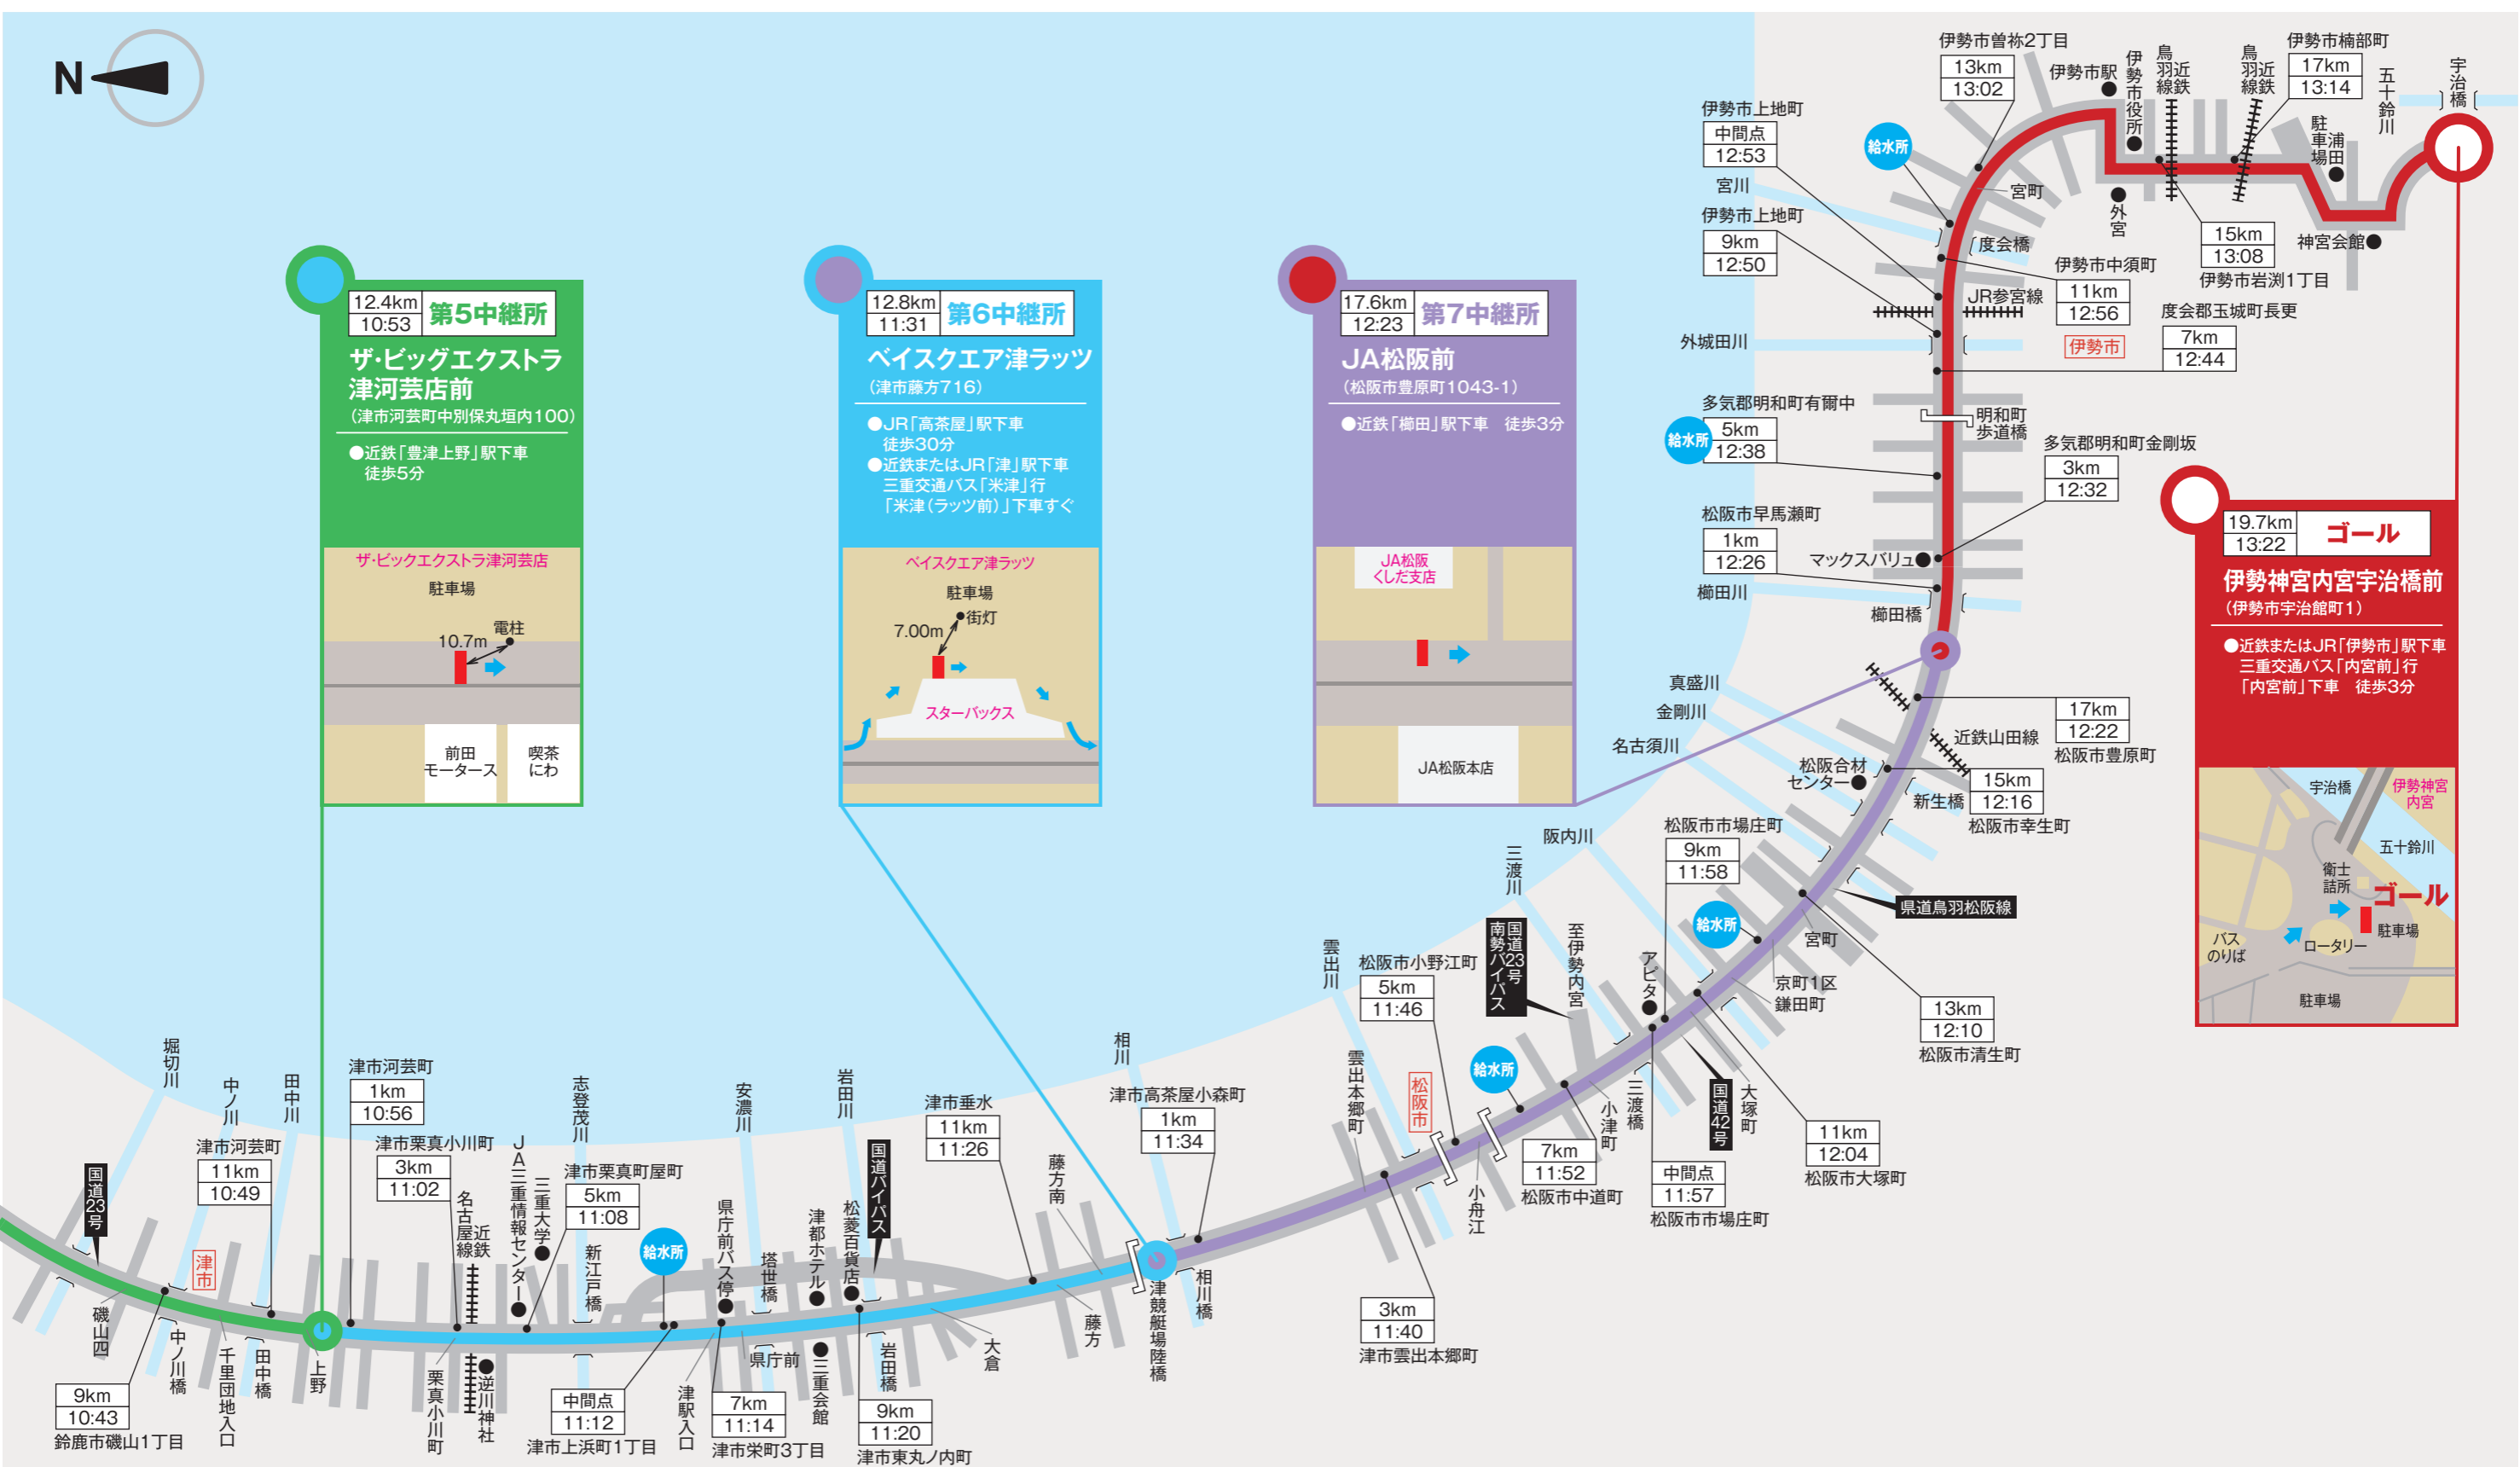 N
12.4km
10:53
第5中継所
ザ・ビッグエクストラ
津河芸店前
（津市河芸町中別保丸垣内100）
●近鉄「豊津上野」駅下車
徒歩5分
ザ・ビックエクストラ津河芸店
駐車場
電柱
10.7m
前田
モータース
喫茶
にわ
12.8km
11:31
第6中継所
ベイスクエア津ラッツ
（津市藤方716）
●JR「高茶屋」駅下車
徒歩30分
●近鉄またはJR「津」駅下車
三重交通バス「米津」行
「米津（ラッツ前）」下車すぐ
ベイスクエア津ラッツ
駐車場
街灯
7.00m
スターバックス
17.6km
12:23
第7中継所
JA松阪前
（松阪市豊原町1043-1）
●近鉄「櫛田」駅下車　徒歩3分
JA松阪
くしだ支店
JA松阪本店
19.7km
13:22
ゴール
伊勢神宮内宮宇治橋前
（伊勢市宇治館町1）
●近鉄またはJR「伊勢市」駅下車
三重交通バス「内宮前」行
「内宮前」下車　徒歩3分
宇治橋
伊勢神宮
内宮
五十鈴川
衛士
詰所
ゴール
駐車場
バス
のりば
ロータリー
駐車場
国道23号
堀切川
中ノ川
田中川
津市河芸町
11km
10:49
津市
磯山四
9km
10:43
鈴鹿市磯山1丁目
中ノ川橋
千里団地入口
田中橋
上野
津市河芸町
1km
10:56
津市栗真小川町
3km
11:02
近鉄
名古屋線
栗真小川町
逆川神社
JA三重情報センター
三重大学
志登茂川
津市栗真町屋町
5km
11:08
新江戸橋
給水所
中間点
11:12
津市上浜町1丁目
県庁前バス停
津駅入口
7km
11:14
津市栄町3丁目
県庁前
安濃川
塔世橋
津都ホテル
三重会館
松菱百貨店
岩田川
国道バイパス
岩田橋
9km
11:20
津市東丸ノ内町
大倉
津市垂水
11km
11:26
藤方南
藤方
津競艇場陸橋
相川
相川橋
津市高茶屋小森町
1km
11:34
3km
11:40
津市雲出本郷町
雲出本郷町
雲出川
松阪市
松阪市小野江町
5km
11:46
小舟江
給水所
7km
11:52
松阪市中道町
国道23号
南勢バイパス
至伊勢内宮
小津町
三渡川
三渡橋
アピタ
中間点
11:57
松阪市市場庄町
松阪市市場庄町
9km
11:58
国道42号
大塚町
11km
12:04
松阪市大塚町
阪内川
鎌田町
京町1区
給水所
宮町
13km
12:10
松阪市清生町
県道鳥羽松阪線
名古須川
金剛川
真盛川
松阪合材
センター
新生橋
15km
12:16
松阪市幸生町
近鉄山田線
17km
12:22
松阪市豊原町
櫛田橋
櫛田川
松阪市早馬瀬町
1km
12:26
マックスバリュ
多気郡明和町金剛坂
3km
12:32
多気郡明和町有爾中
給水所
5km
12:38
明和町
歩道橋
度会郡玉城町長更
7km
12:44
伊勢市
外城田川
伊勢市上地町
9km
12:50
JR参宮線
伊勢市上地町
中間点
12:53
伊勢市中須町
11km
12:56
宮川
度会橋
給水所
宮町
伊勢市曽祢2丁目
13km
13:02
伊勢市駅
伊勢市役所
外宮
近鉄
鳥羽線
15km
13:08
伊勢市岩渕1丁目
近鉄
鳥羽線
伊勢市楠部町
17km
13:14
浦田
駐車場
神宮会館
五十鈴川
宇治橋